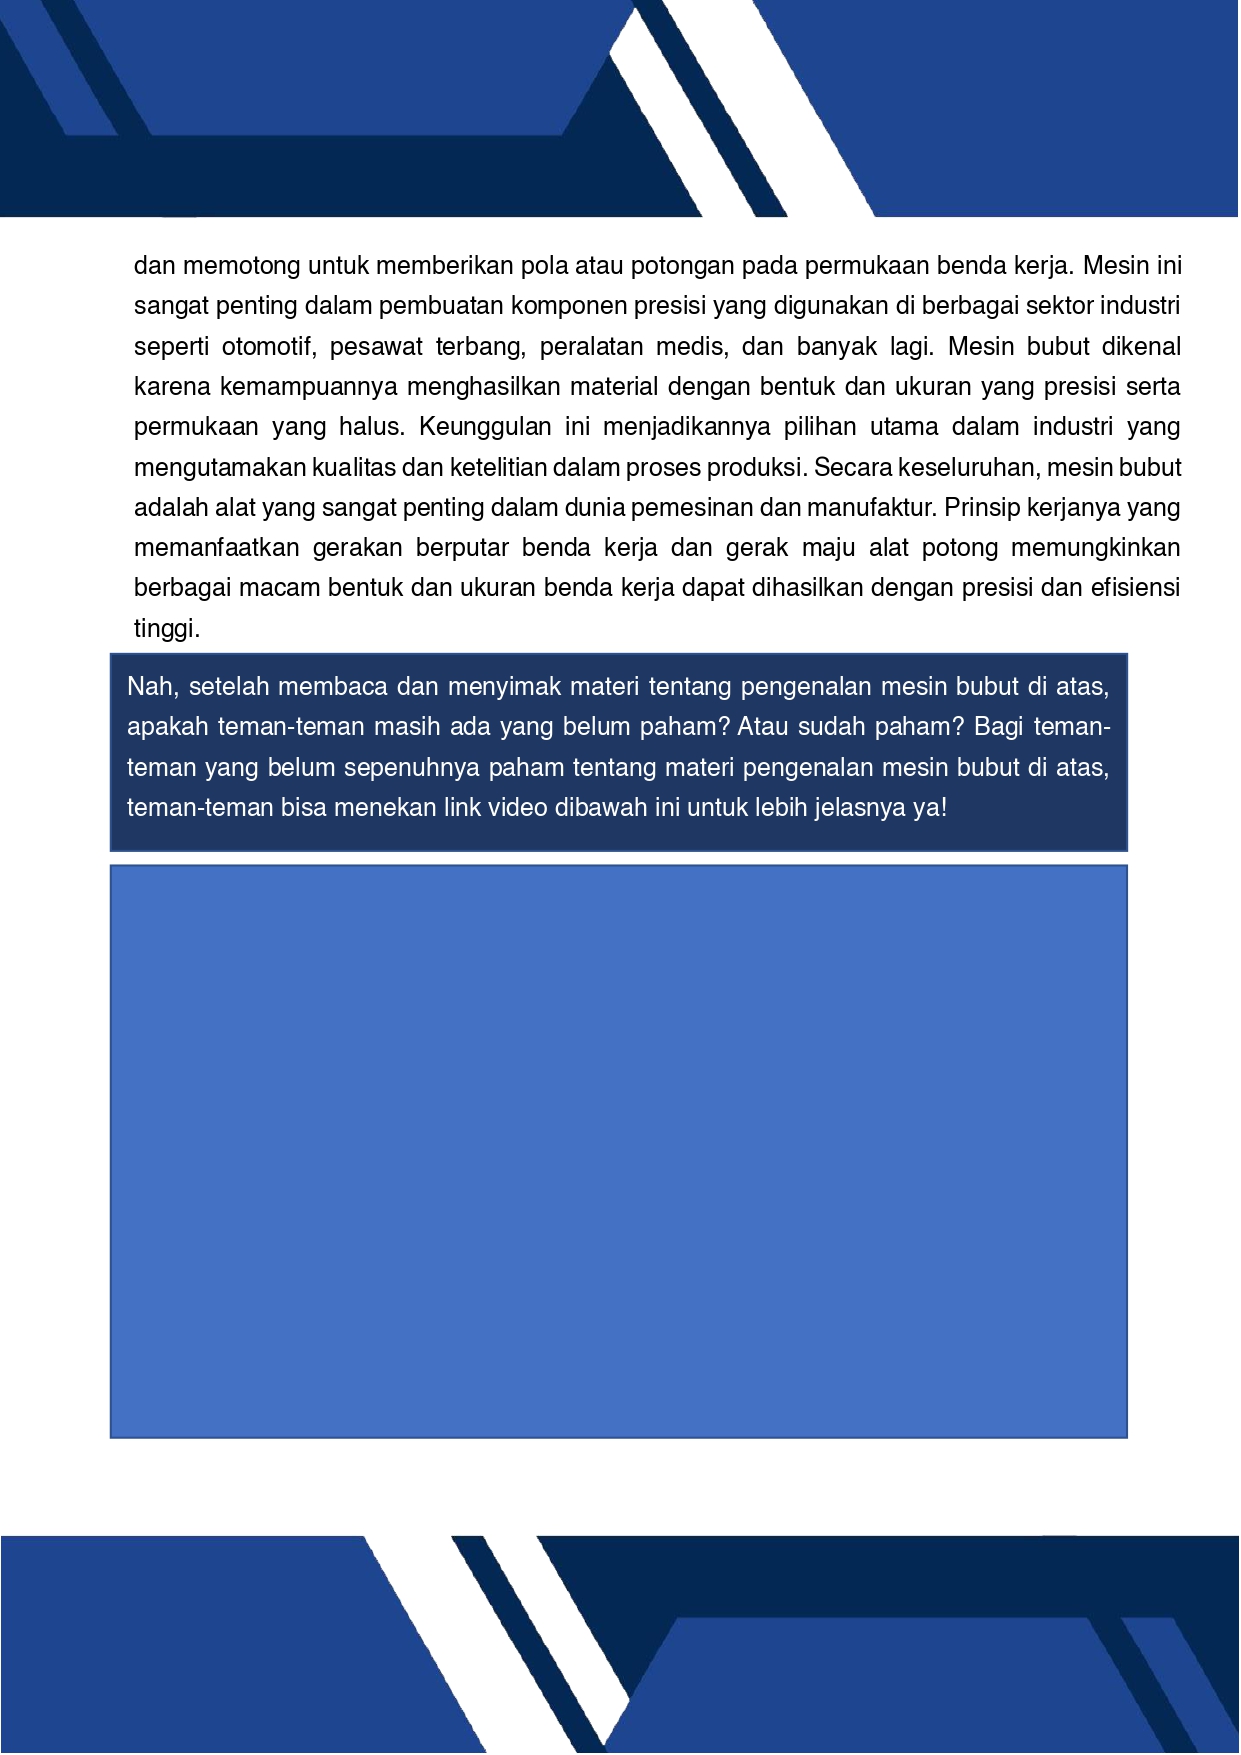 dan memotong untuk memberikan pola atau potongan pada permukaan benda kerja. Mesin ini
sangat penting dalam pembuatan komponen presisi yang digunakan di berbagai sektor industri
seperti otomotif, pesawat terbang, peralatan medis, dan banyak lagi. Mesin bubut dikenal
karena kemampuannya menghasilkan material dengan bentuk dan ukuran yang presisi serta
permukaan yang halus. Keunggulan ini menjadikannya pilihan utama dalam industri yang
mengutamakan kualitas dan ketelitian dalam proses produksi. Secara keseluruhan, mesin bubut
adalah alat yang sangat penting dalam dunia pemesinan dan manufaktur. Prinsip kerjanya yang
memanfaatkan gerakan berputar benda kerja dan gerak maju alat potong memungkinkan
berbagai macam bentuk dan ukuran benda kerja dapat dihasilkan dengan presisi dan efisiensi
tinggi.
Nah, setelah membaca dan menyimak materi tentang pengenalan mesin bubut di atas,
apakah teman-teman masih ada yang belum paham? Atau sudah paham? Bagi teman-
teman yang belum sepenuhnya paham tentang materi pengenalan mesin bubut di atas,
teman-teman bisa menekan link video dibawah ini untuk lebih jelasnya ya!